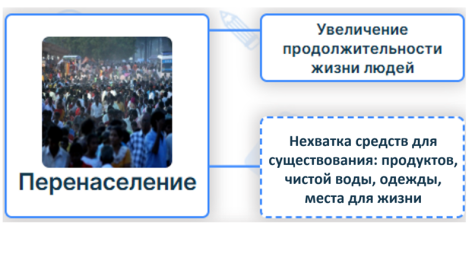 Перенаселение
Увеличение
продолжительности
жизни людей
Нехватка средств для
существования: продуктов,
чистой воды, одежды,
места для жизни